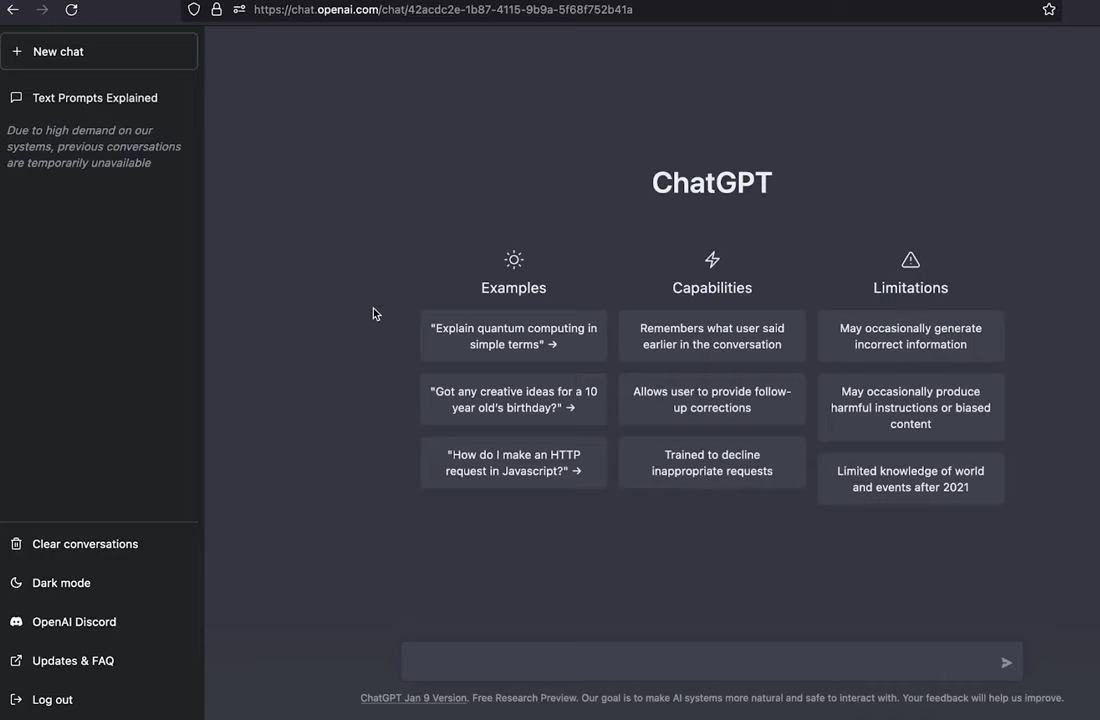 https://chat.openai.com/chat/42acdc2e-1b87-4115-9b9a-5f68f752b41a
New chat
Text Prompts Explained
Due to high demand on our
systems, previous conversations
are temporarily unavailable
Clear conversations
Dark mode
OpenAI Discord
Updates & FAQ
Log out
ChatGPT
Examples
"Explain quantum computing in
simple terms" →
"Got any creative ideas for a 10
year old's birthday?" →
"How do I make an HTTP
request in Javascript?" →
Capabilities
Remembers what user said
earlier in the conversation
Allows user to provide follow-
up corrections
Trained to decline
inappropriate requests
Limitations
May occasionally generate
incorrect information
May occasionally produce
harmful instructions or biased
content
Limited knowledge of world
and events after 2021
ChatGPT Jan 9 Version. Free Research Preview. Our goal is to make AI systems more natural and safe to interact with. Your feedback will help us improve.